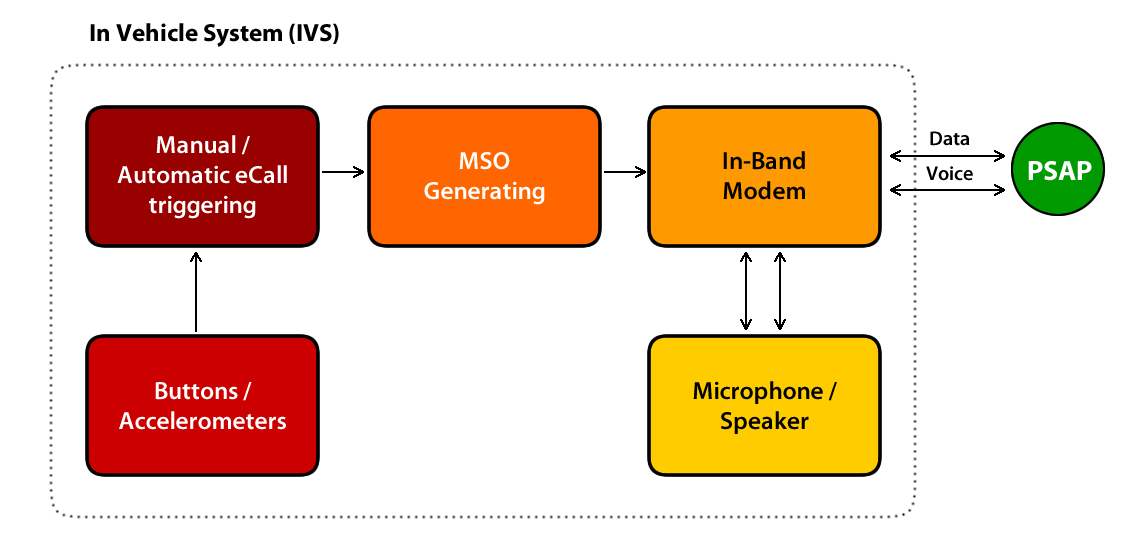 In Vehicle System (IVS)
Manual /
Automatic eCall
triggering
MSO
Generating
In-Band
Modem
Data
Voice
PSAP
Buttons /
Accelerometers
Microphone /
Speaker